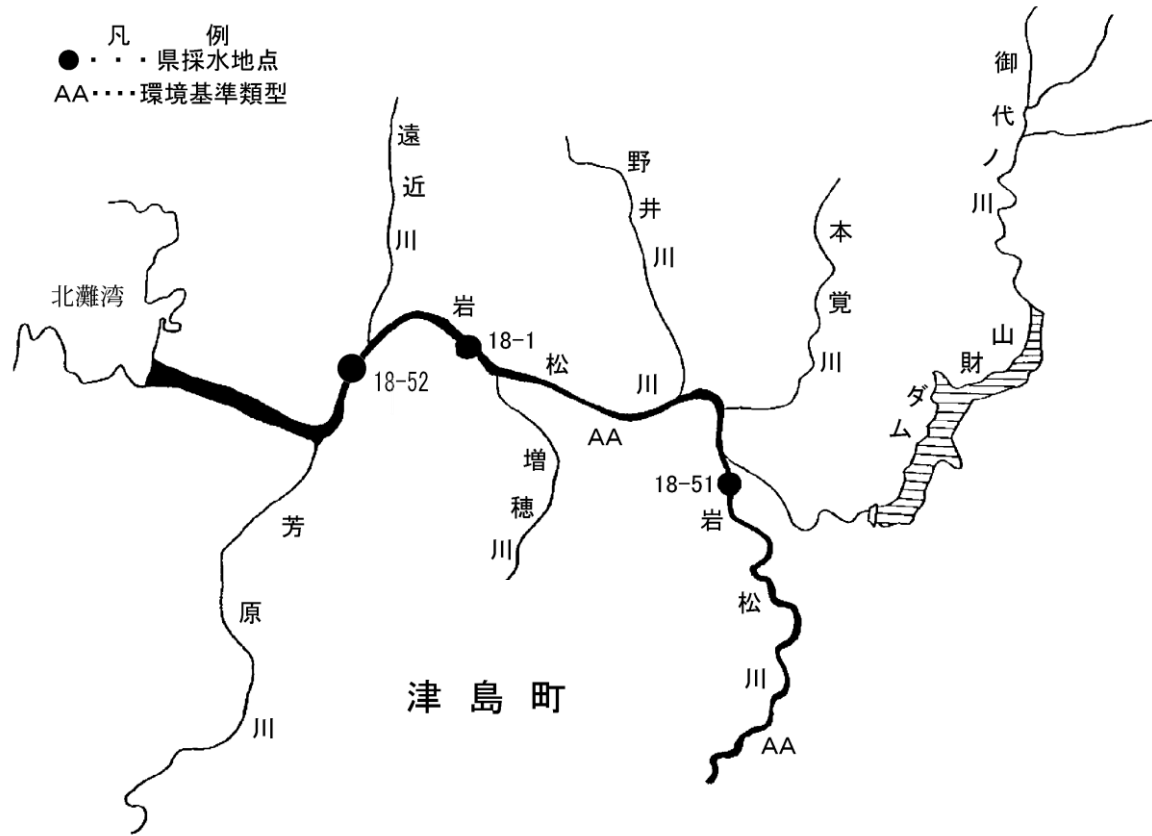 凡 例
●・・・県採水地点
AA・・・・環境基準類型
御代ノ川
遠近川
野井川
本覚川
北灘湾
岩松川
18-1
18-52
山財ダム
AA
増穂川
18-51
芳原川
岩松川
津島町
AA